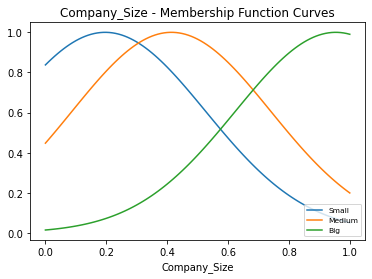 Company_Size - Membership Function Curves
1.0
0.8
0.6
0.4
0.2
0.0
Small
Medium
Big
0.0 0.2 0.4 0.6 0.8 1.0
Company_Size